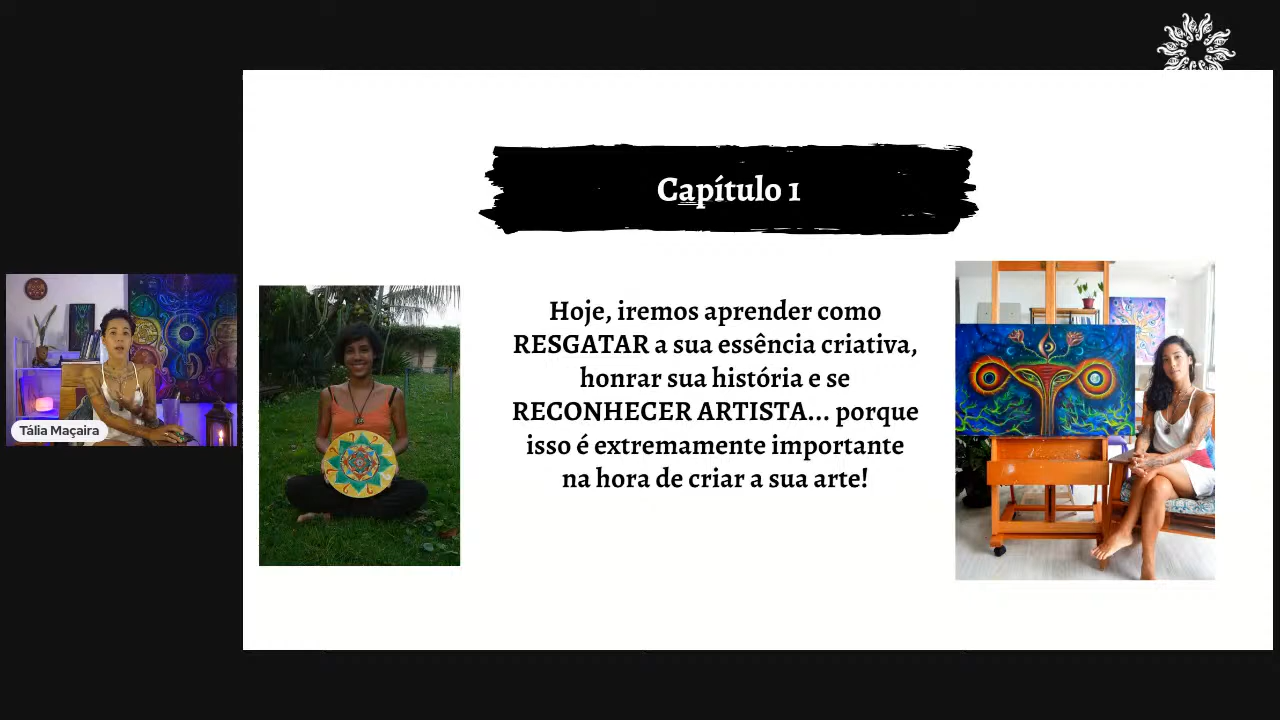 Capítulo 1
Hoje, iremos aprender como
RESGATAR a sua essência criativa,
honrar sua história e se
RECONHECER ARTISTA... porque
isso é extremamente importante
na hora de criar a sua arte!
Tália Maçaira